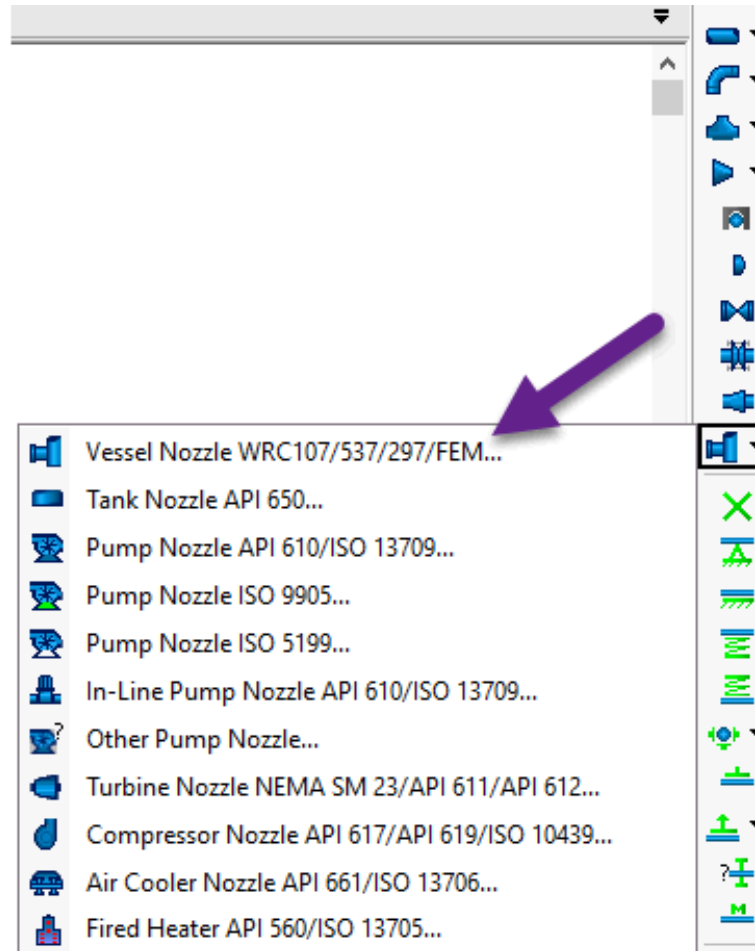 Vessel Nozzle WRC107/537/297/FEM...
Tank Nozzle API 650...
Pump Nozzle API 610/ISO 13709...
Pump Nozzle ISO 9905...
Pump Nozzle ISO 5199...
In-Line Pump Nozzle API 610/ISO 13709...
Other Pump Nozzle...
Turbine Nozzle NEMA SM 23/API 611/API 612...
Compressor Nozzle API 617/API 619/ISO 10439...
Air Cooler Nozzle API 661/ISO 13706...
Fired Heater API 560/ISO 13705...
?
?
M